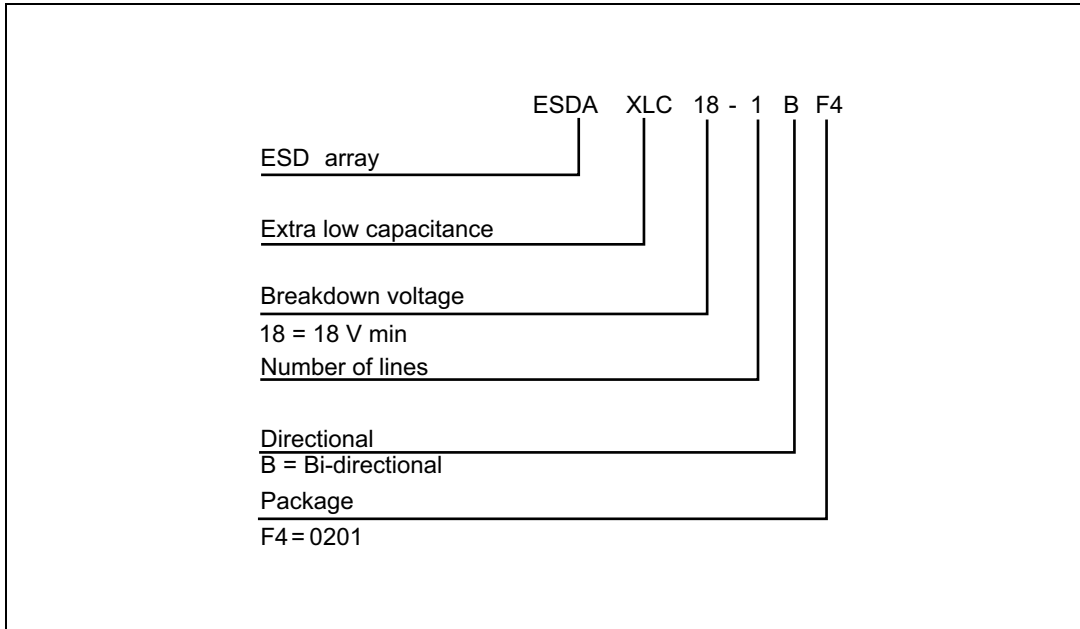 ESDA XLC 18 - 1 B F4
ESD array
Extra low capacitance
Breakdown voltage
18 = 18 V min
Number of lines
Directional
B = Bi-directional
Package
F4 = 0201